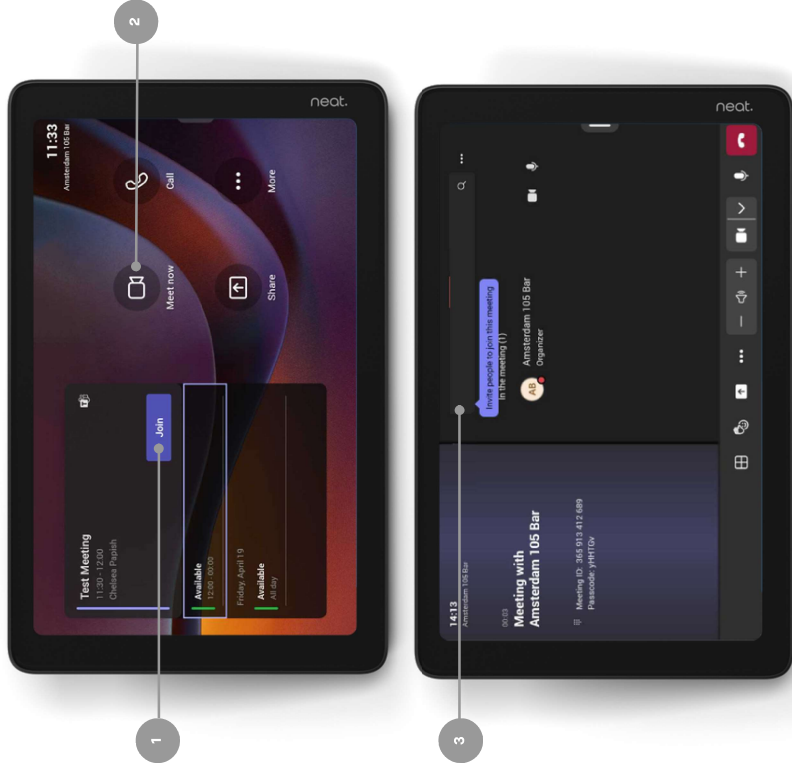 2
1
neat.
11:33
Amsterdam 105 Bar
Test Meeting
11:30 - 12:00
Chelsea Papish
Join
Available
12:00 - 00:00
Friday, April 19
Available
All day
Meet now
Call
Share
More
3
neat.
14:13
Amsterdam 105 Bar
00:03
Meeting with
Amsterdam 105 Bar
Meeting ID: 365 913 412 689
Passcode: yHHTGv
Invite people to join this meeting
In the meeting (1)
AB
Amsterdam 105 Bar
Organizer